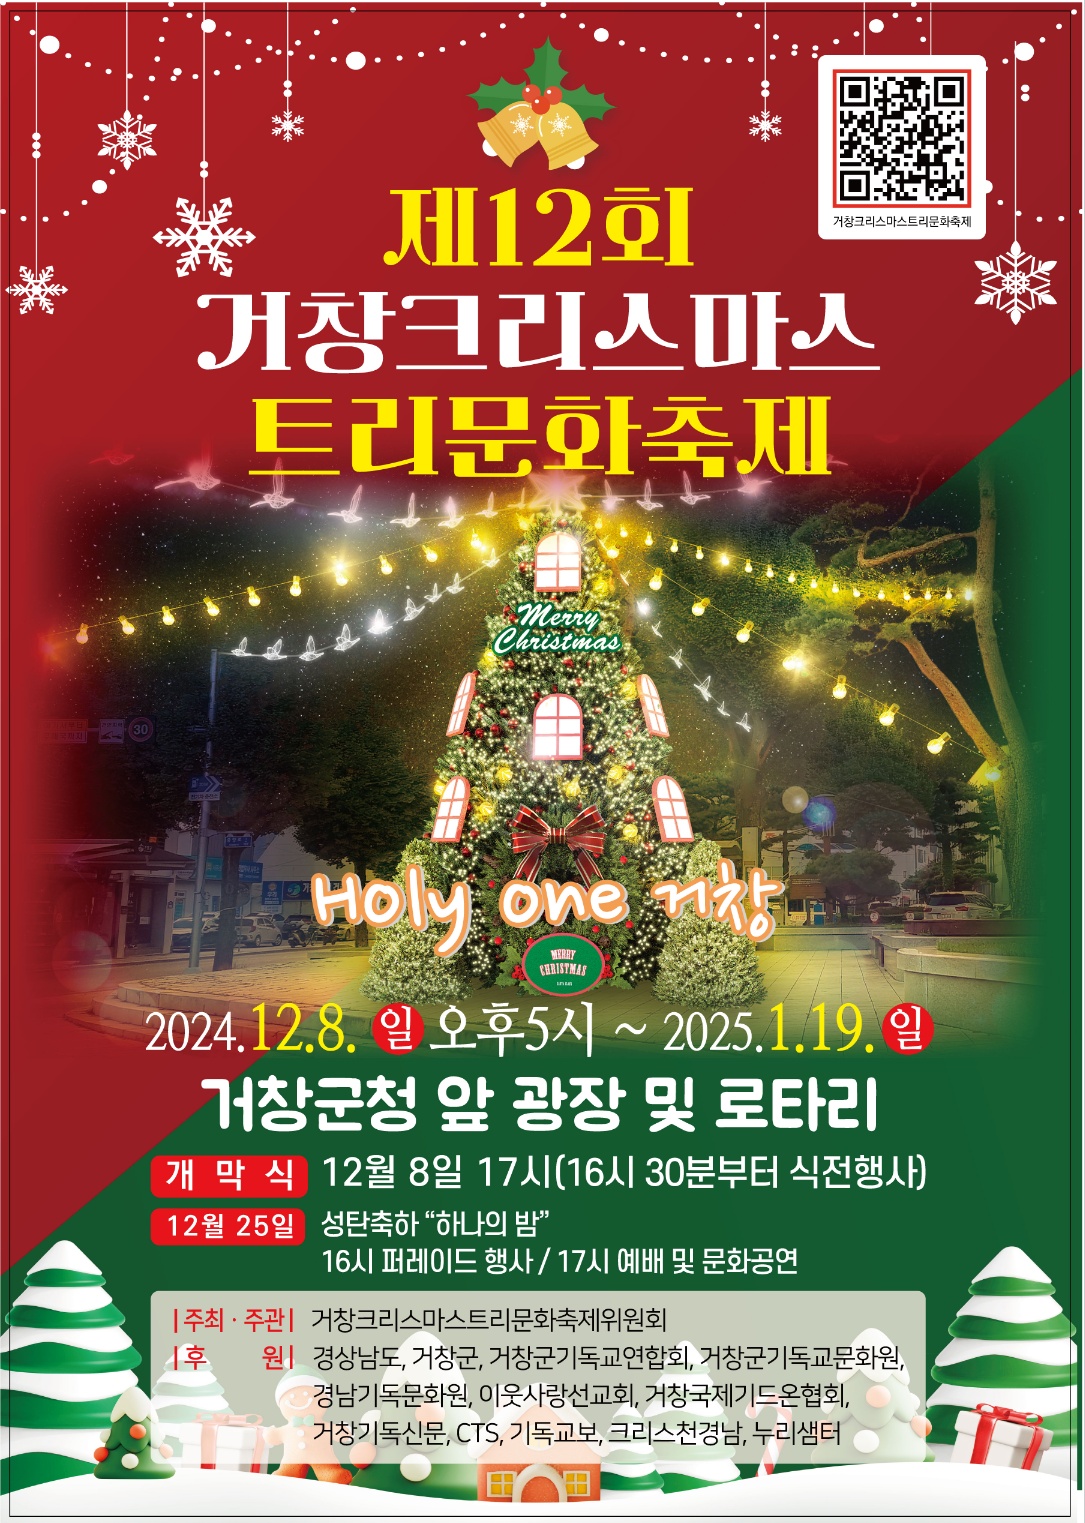 거창크리스마스트리문화축제
제12회
거창크리스마스
트리문화축제
Merry
Christmas
30
Holy one 거창
MERRY
CHRISTMAS
2024.12.8. 일 오후5시 ~ 2025.1.19. 일
거창군청 앞 광장 및 로타리
개 막 식 12월 8일 17시(16시 30분부터 식전행사)
12월 25일 성탄축하 “하나의 밤”
16시 퍼레이드 행사 / 17시 예배 및 문화공연
|주최·주관| 거창크리스마스트리문화축제위원회
|후 원| 경상남도, 거창군, 거창군기독교연합회, 거창군기독교문화원,
경남기독문화원, 이웃사랑선교회, 거창국제기드온협회,
거창기독신문, CTS, 기독교보, 크리스천경남, 누리샘터